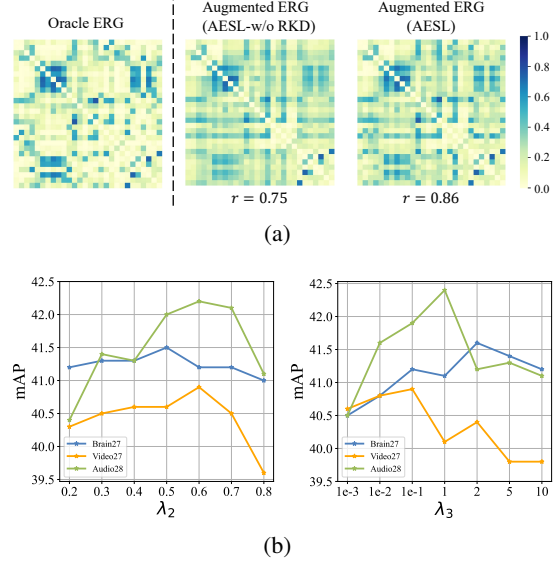 Oracle ERG
Augmented ERG
(AESL-w/o RKD)
Augmented ERG
(AESL)
1.0
0.8
0.6
0.4
0.2
0.0
r = 0.75
r = 0.86
(a)
42.5
42.0
41.5
41.0
40.5
40.0
39.5
mAP
Brain27
Video27
Audio28
0.2 0.3 0.4 0.5 0.6 0.7 0.8
λ2
42.5
42.0
41.5
41.0
40.5
40.0
39.5
mAP
Brain27
Video27
Audio28
1e-3 1e-2 1e-1 1 2 5 10
λ3
(b)